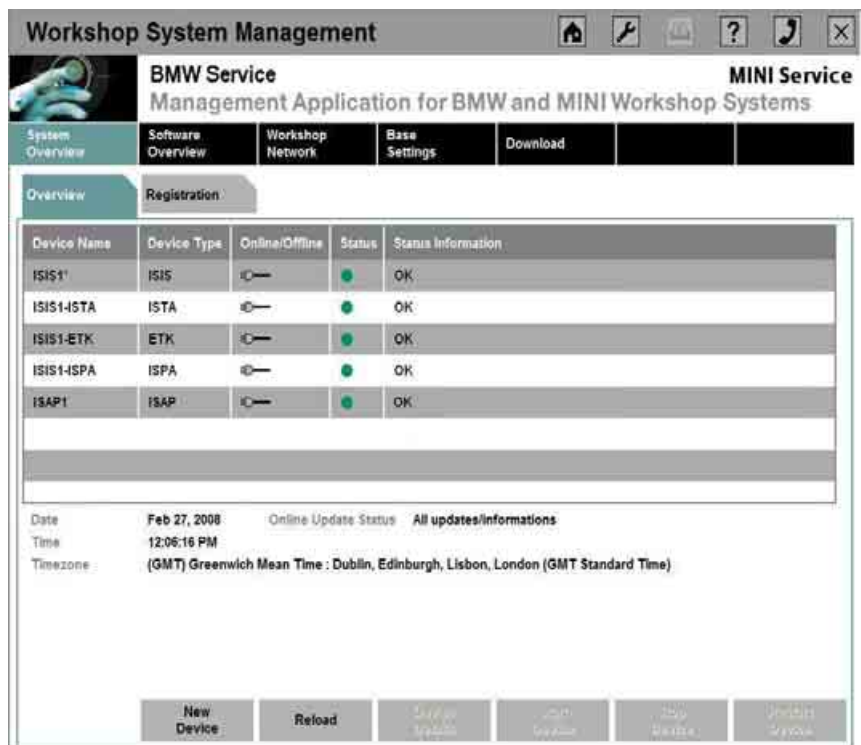 Workshop System Management
?
BMW Service
MINI Service
Management Application for BMW and MINI Workshop Systems
System Overview
Software Overview
Workshop Network
Base Settings
Download
Overview
Registration
Device Name Device Type Online/Offline Status Status Information
ISIS1* ISIS OK
ISIS1-ISTA ISTA OK
ISIS1-ETK ETK OK
ISIS1-ISPA ISPA OK
ISAP1 ISAP OK
Date Feb 27, 2008 Online Update Status All updates/informations
Time 12:06:16 PM
Timezone (GMT) Greenwich Mean Time : Dublin, Edinburgh, Lisbon, London (GMT Standard Time)
New Device
Reload